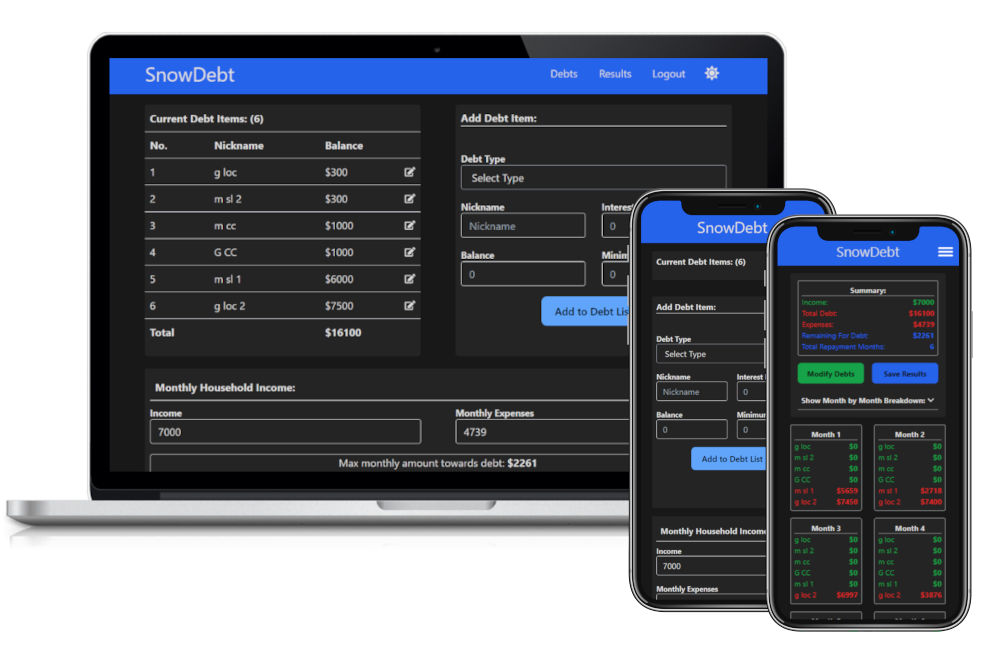 SnowDebt
Debts Results Logout
Current Debt Items: (6)
No. Nickname Balance
1 g loc $300
2 m sl 2 $300
3 m cc $1000
4 G CC $1000
5 m sl 1 $6000
6 g loc 2 $7500
Total $16100
Add Debt Item:
Debt Type
Select Type
Nickname Interes
Nickname 0
Balance Minim
0 0
Add to Debt Lis
Monthly Household Income:
Income Monthly Expenses
7000 4739
Max monthly amount towards debt: $2261
SnowDebt
Current Debt Items: (6)
Add Debt Item:
Debt Type
Select Type
Nickname Interest
Nickname 0
Balance Minimum
0 0
Add to Debt List
Monthly Household Income
Income
7000
Monthly Expenses
SnowDebt
Summary:
Income: $7000
Total Debt: $16100
Expenses: $4739
Remaining For Debt: $2261
Total Repayment Months: 6
Modify Debts Save Results
Show Month by Month Breakdown:
Month 1
g loc $0
m sl 2 $0
m cc $0
G CC $0
m sl 1 $5659
g loc 2 $7450
Month 2
g loc $0
m sl 2 $0
m cc $0
G CC $0
m sl 1 $2718
g loc 2 $7400
Month 3
g loc $0
m sl 2 $0
m cc $0
G CC $0
m sl 1 $0
g loc 2 $6997
Month 4
g loc $0
m sl 2 $0
m cc $0
G CC $0
m sl 1 $0
g loc 2 $3876